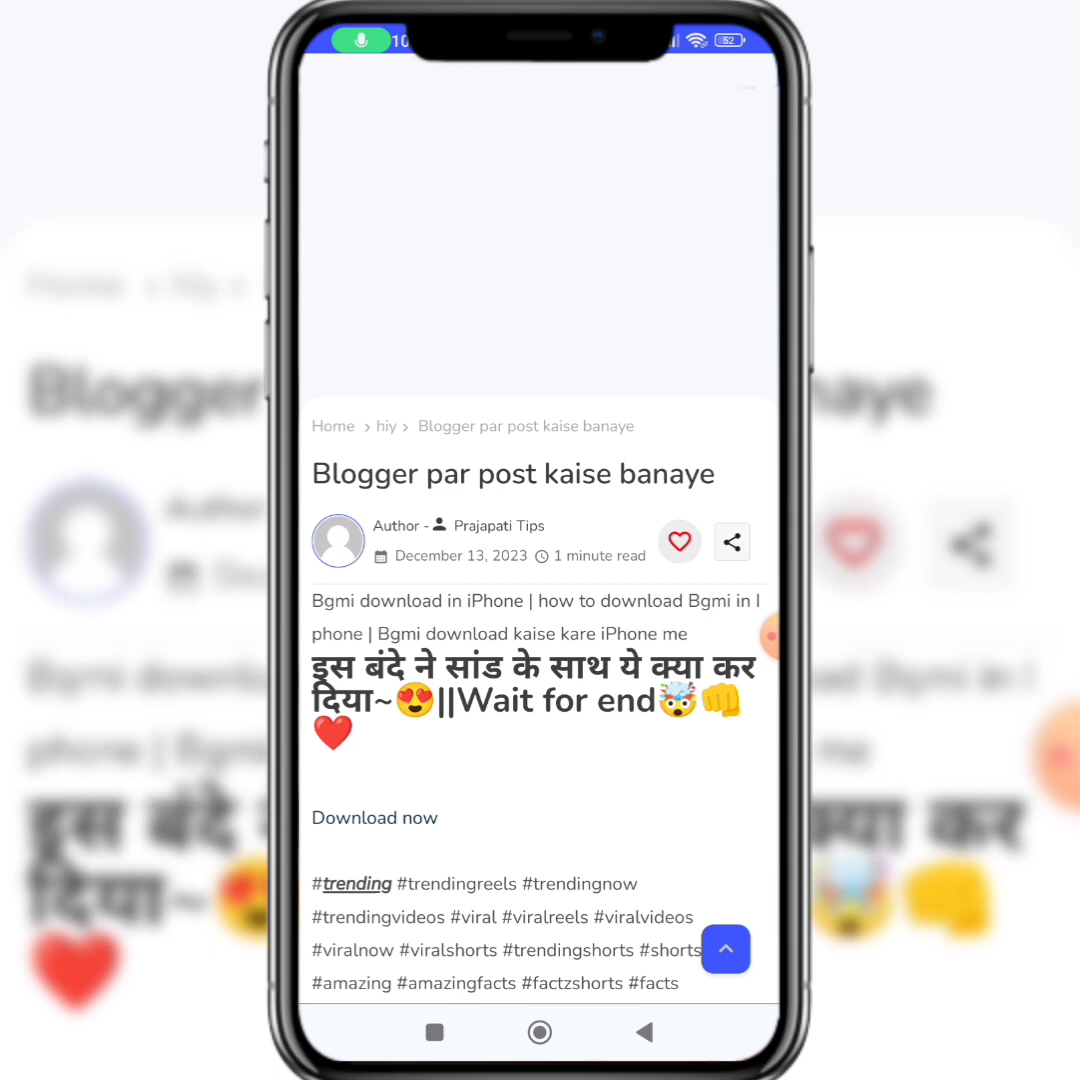 10
52
Home > hiy > Blogger par post kaise banaye
Blogger par post kaise banaye
Author - Prajapati Tips
December 13, 2023 1 minute read
Bgmi download in iPhone | how to download Bgmi in I
phone | Bgmi download kaise kare iPhone me
इस बंदे ने सांड के साथ ये क्या कर
दिया~😍||Wait for end🤯👊
❤️
Download now
#trending #trendingreels #trendingnow
#trendingvideos #viral #viralreels #viralvideos
#viralnow #viralshorts #trendingshorts #shorts
#amazing #amazingfacts #factzshorts #facts